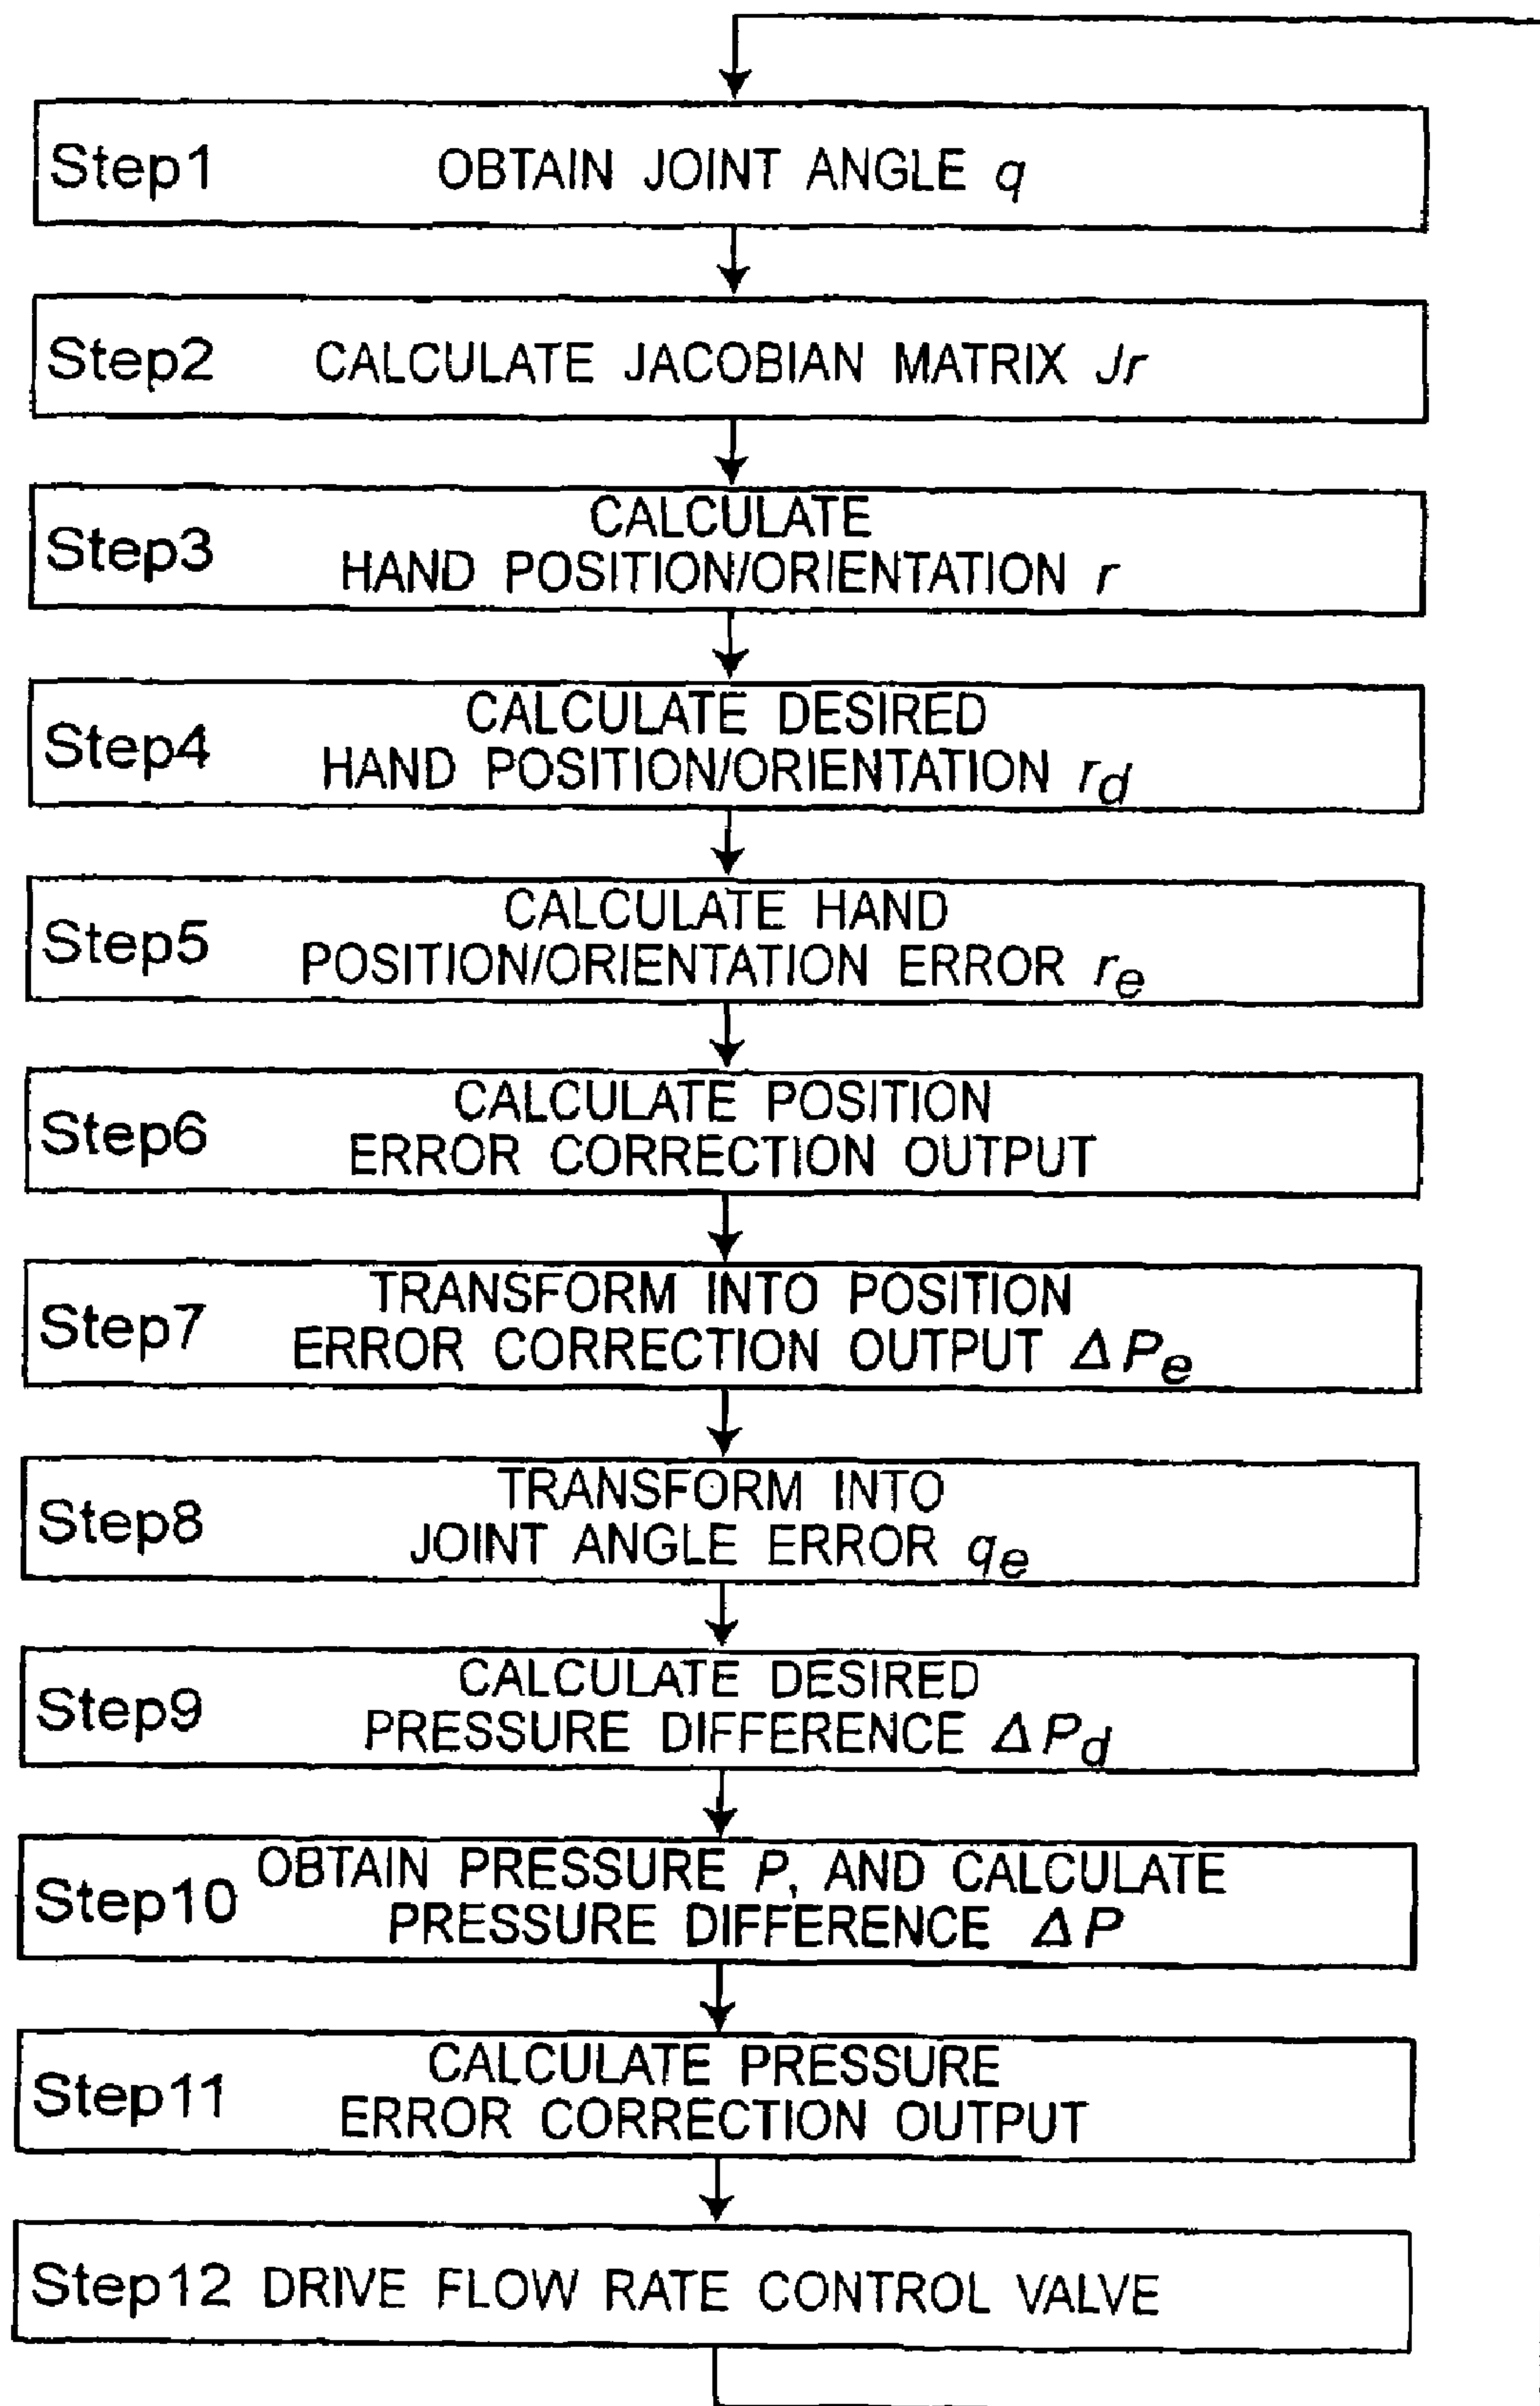 Step1 OBTAIN JOINT ANGLE q
Step2 CALCULATE JACOBIAN MATRIX Jr
Step3 CALCULATE
HAND POSITION/ORIENTATION r
Step4 CALCULATE DESIRED
HAND POSITION/ORIENTATION rd
Step5 CALCULATE HAND
POSITION/ORIENTATION ERROR re
Step6 CALCULATE POSITION
ERROR CORRECTION OUTPUT
Step7 TRANSFORM INTO POSITION
ERROR CORRECTION OUTPUT ΔPe
Step8 TRANSFORM INTO
JOINT ANGLE ERROR qe
Step9 CALCULATE DESIRED
PRESSURE DIFFERENCE ΔPd
Step10 OBTAIN PRESSURE P, AND CALCULATE
PRESSURE DIFFERENCE ΔP
Step11 CALCULATE PRESSURE
ERROR CORRECTION OUTPUT
Step12 DRIVE FLOW RATE CONTROL VALVE